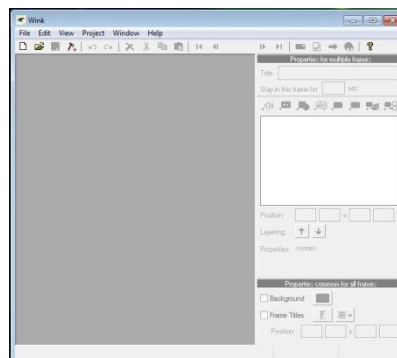 Wink
File Edit View Project Window Help
Properties for multiple frames
Title
Stay in this frame for sec.
Position: x
Layering:
Properties: <none>
Properties common for all frames
Background
Frame Titles F
Position x